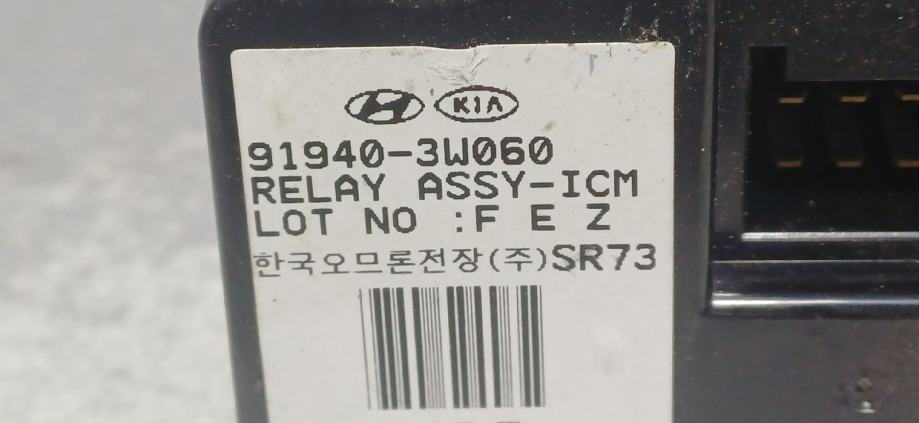 KIA
91940-3W060
RELAY ASSY-ICM
LOT NO :F E Z
한국오므론전장(주)SR73